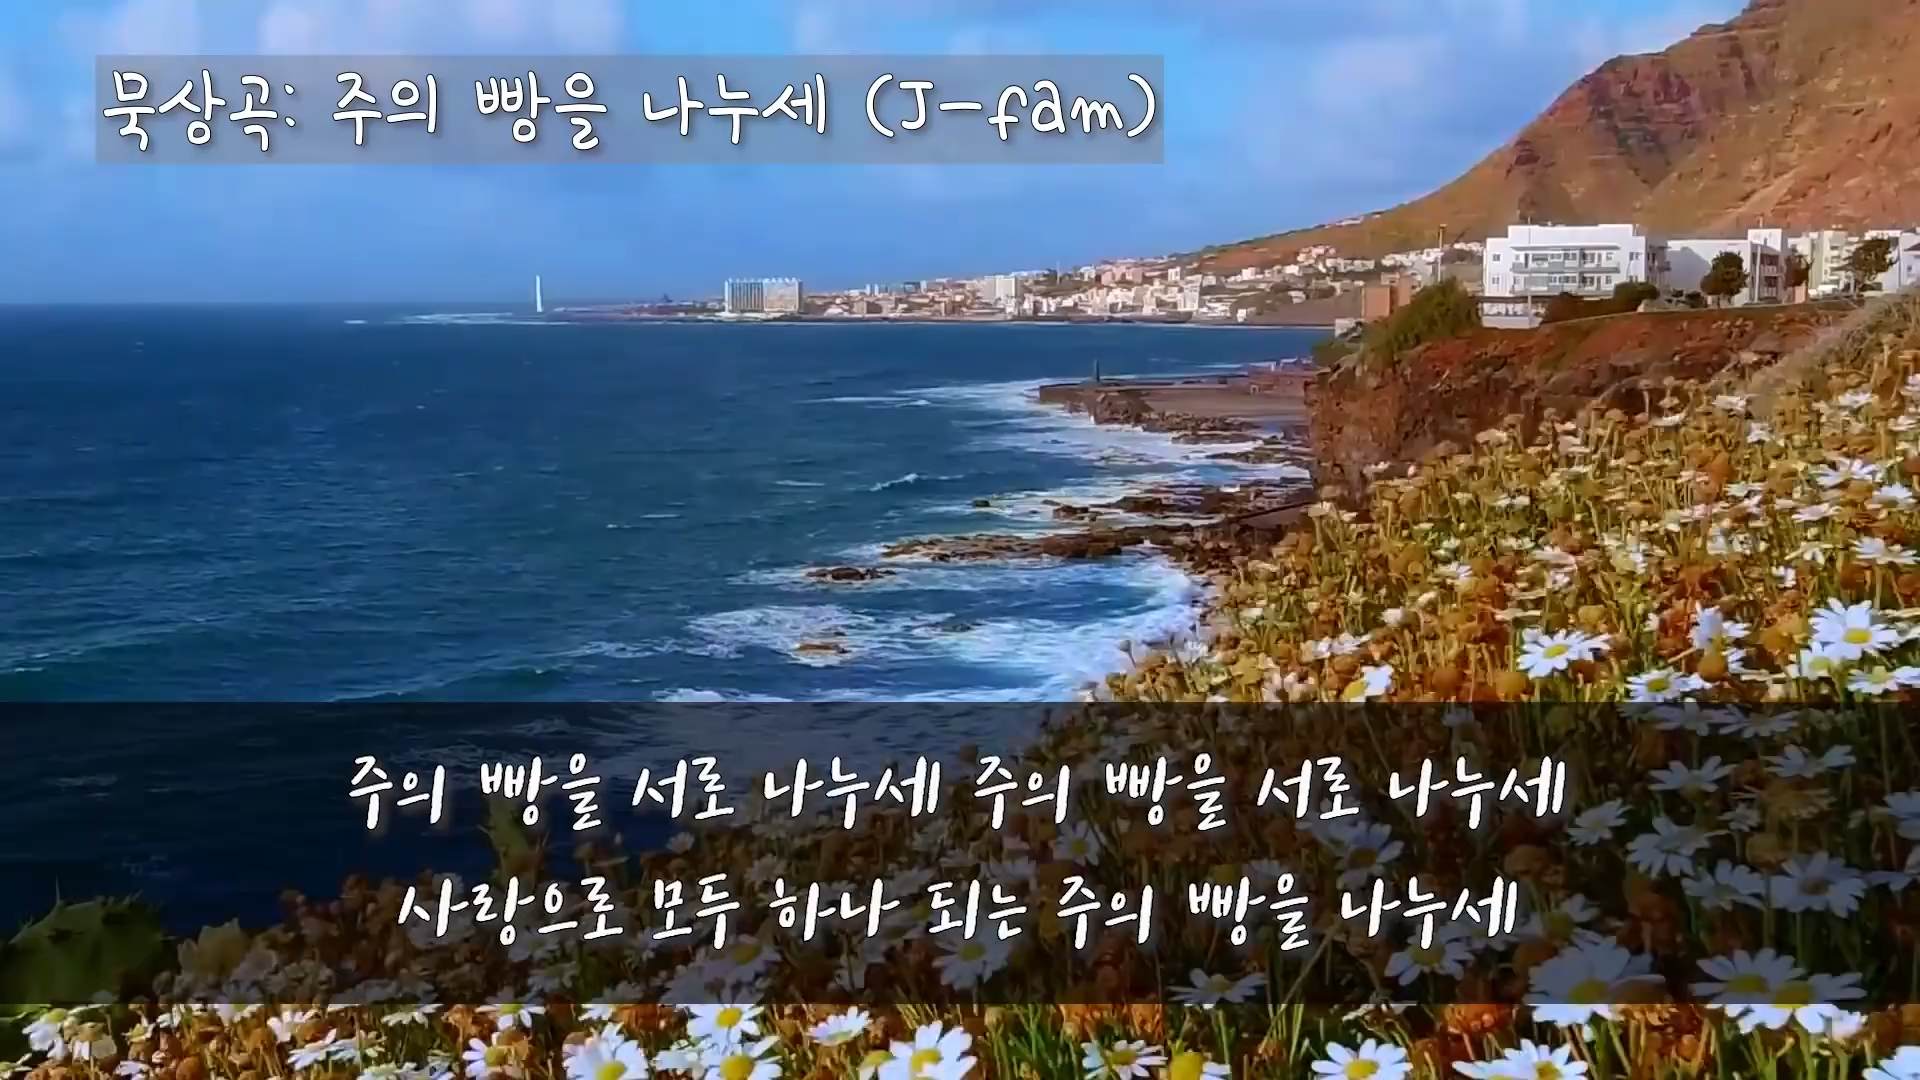 묵상곡: 주의 빵을 나누세 (J-fam)
주의 빵을 서로 나누세 주의 빵을 서로 나누세
사랑으로 모두 하나 되는 주의 빵을 나누세